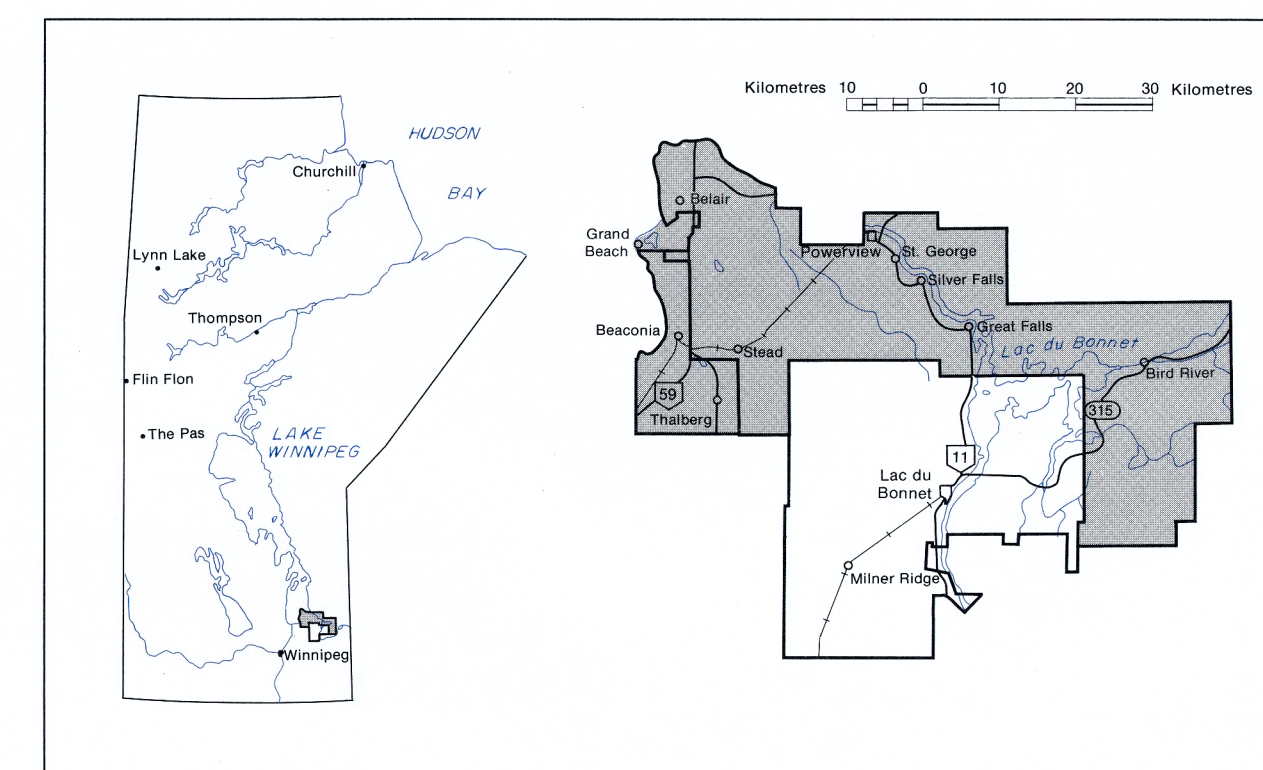 Kilometres 10 0 10 20 30 Kilometres
HUDSON
BAY
Churchill
Lynn Lake
Thompson
Flin Flon
The Pas
LAKE
WINNIPEG
Winnipeg
Belair
Grand
Beach
Powerview
St. George
Silver Falls
Beaconia
Great Falls
Stead
Lac du Bonnet
Bird River
59
Thalberg
315
11
Lac du
Bonnet
Milner Ridge